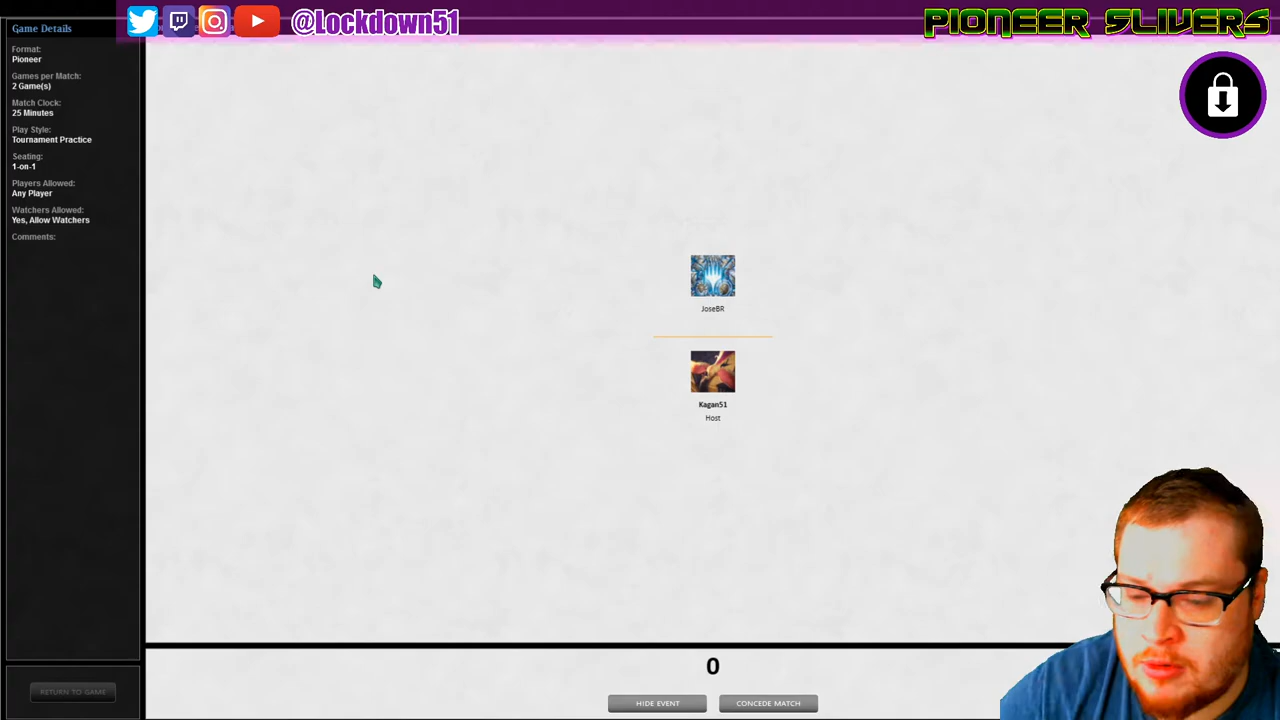 @Lockdown51
PIONEER SLIVERS
Game Details
Format:
Pioneer
Games per Match:
2 Game(s)
Match Clock:
25 Minutes
Play Style:
Tournament Practice
Seating:
1-on-1
Players Allowed:
Any Player
Watchers Allowed:
Yes, Allow Watchers
Comments:
JoseBR
Kagan51
Host
0
RETURN TO GAME
HIDE EVENT
CONCEDE MATCH